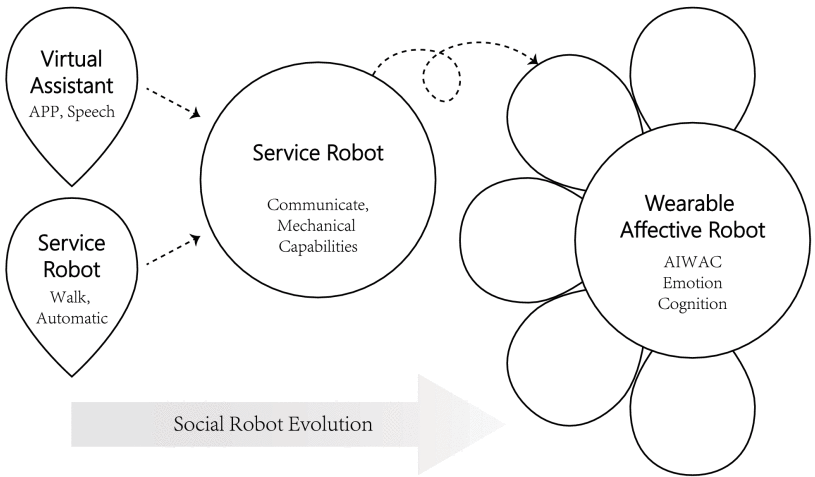 Virtual
Assistant
APP, Speech
Service
Robot
Walk,
Automatic
Service Robot
Communicate,
Mechanical
Capabilities
Wearable
Affective Robot
AIWAC
Emotion
Cognition
Social Robot Evolution